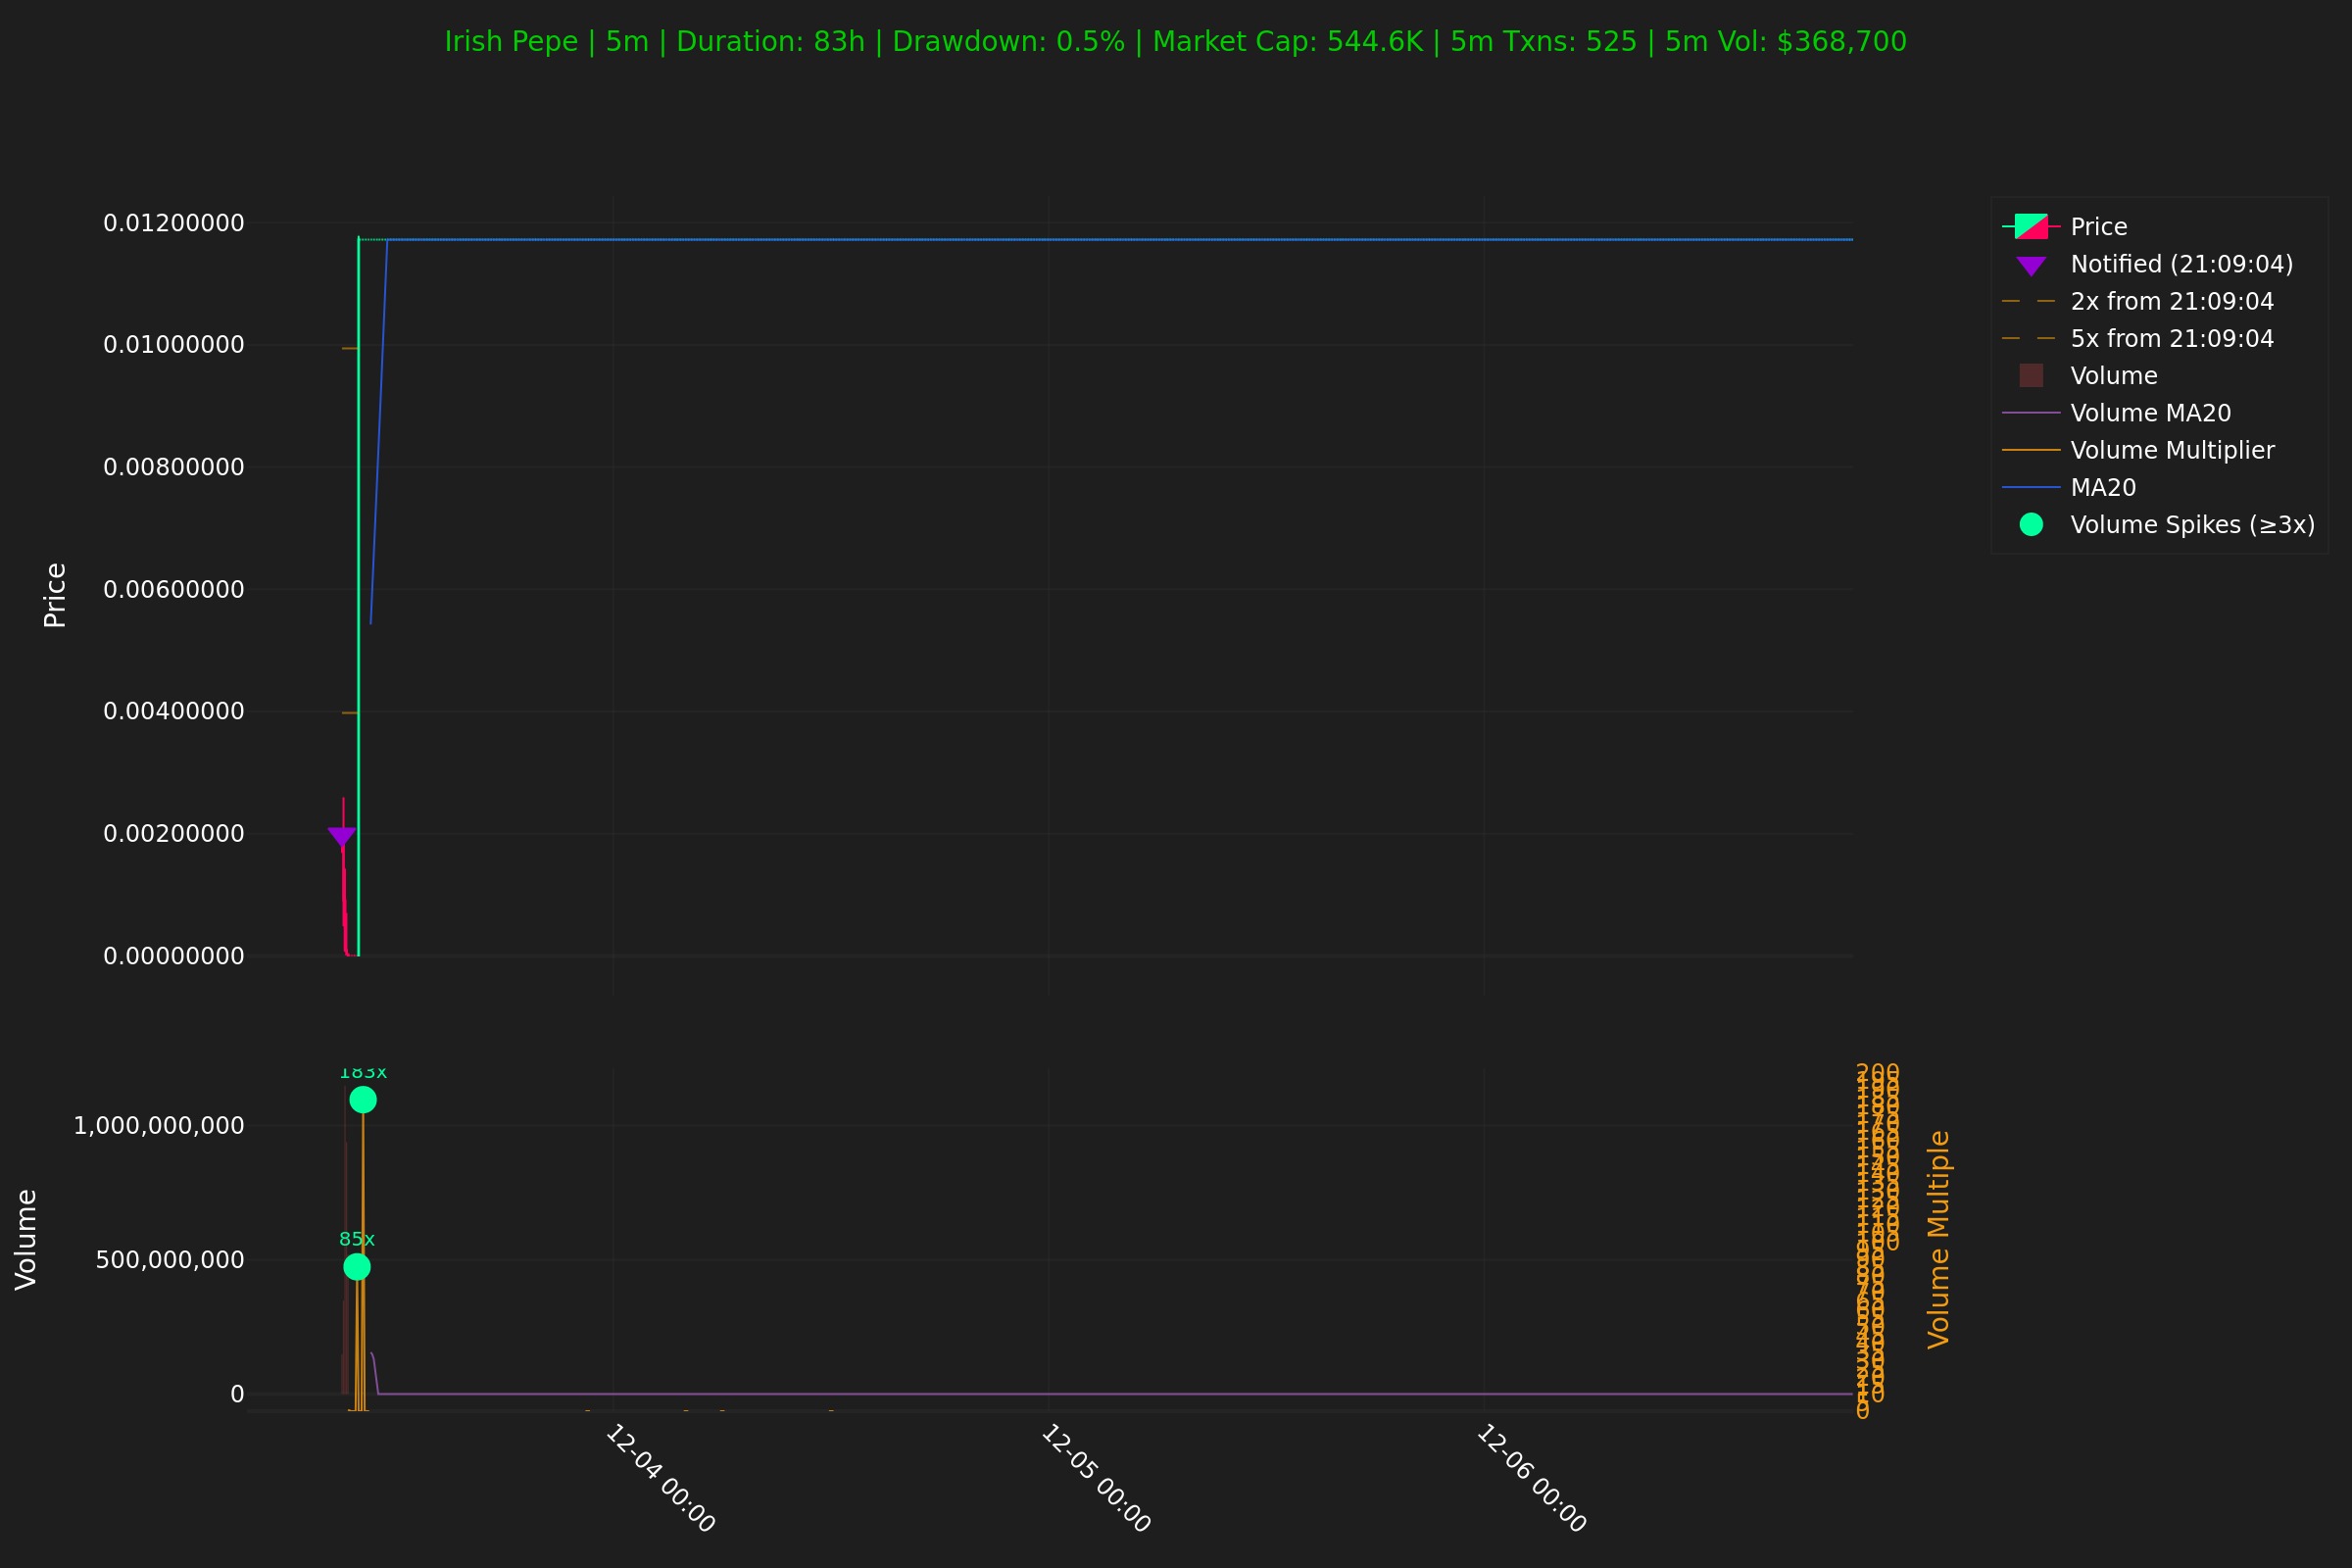 Irish Pepe | 5m | Duration: 83h | Drawdown: 0.5% | Market Cap: 544.6K | 5m Txns: 525 | 5m Vol: $368,700
0.01200000
0.01000000
0.00800000
0.00600000
0.00400000
0.00200000
0.00000000
Price
Price
Notified (21:09:04)
2x from 21:09:04
5x from 21:09:04
Volume
Volume MA20
Volume Multiplier
MA20
Volume Spikes (≥3x)
183x
85x
1,000,000,000
500,000,000
0
Volume
200
100
10
0
Volume Multiple
12-04 00:00
12-05 00:00
12-06 00:00